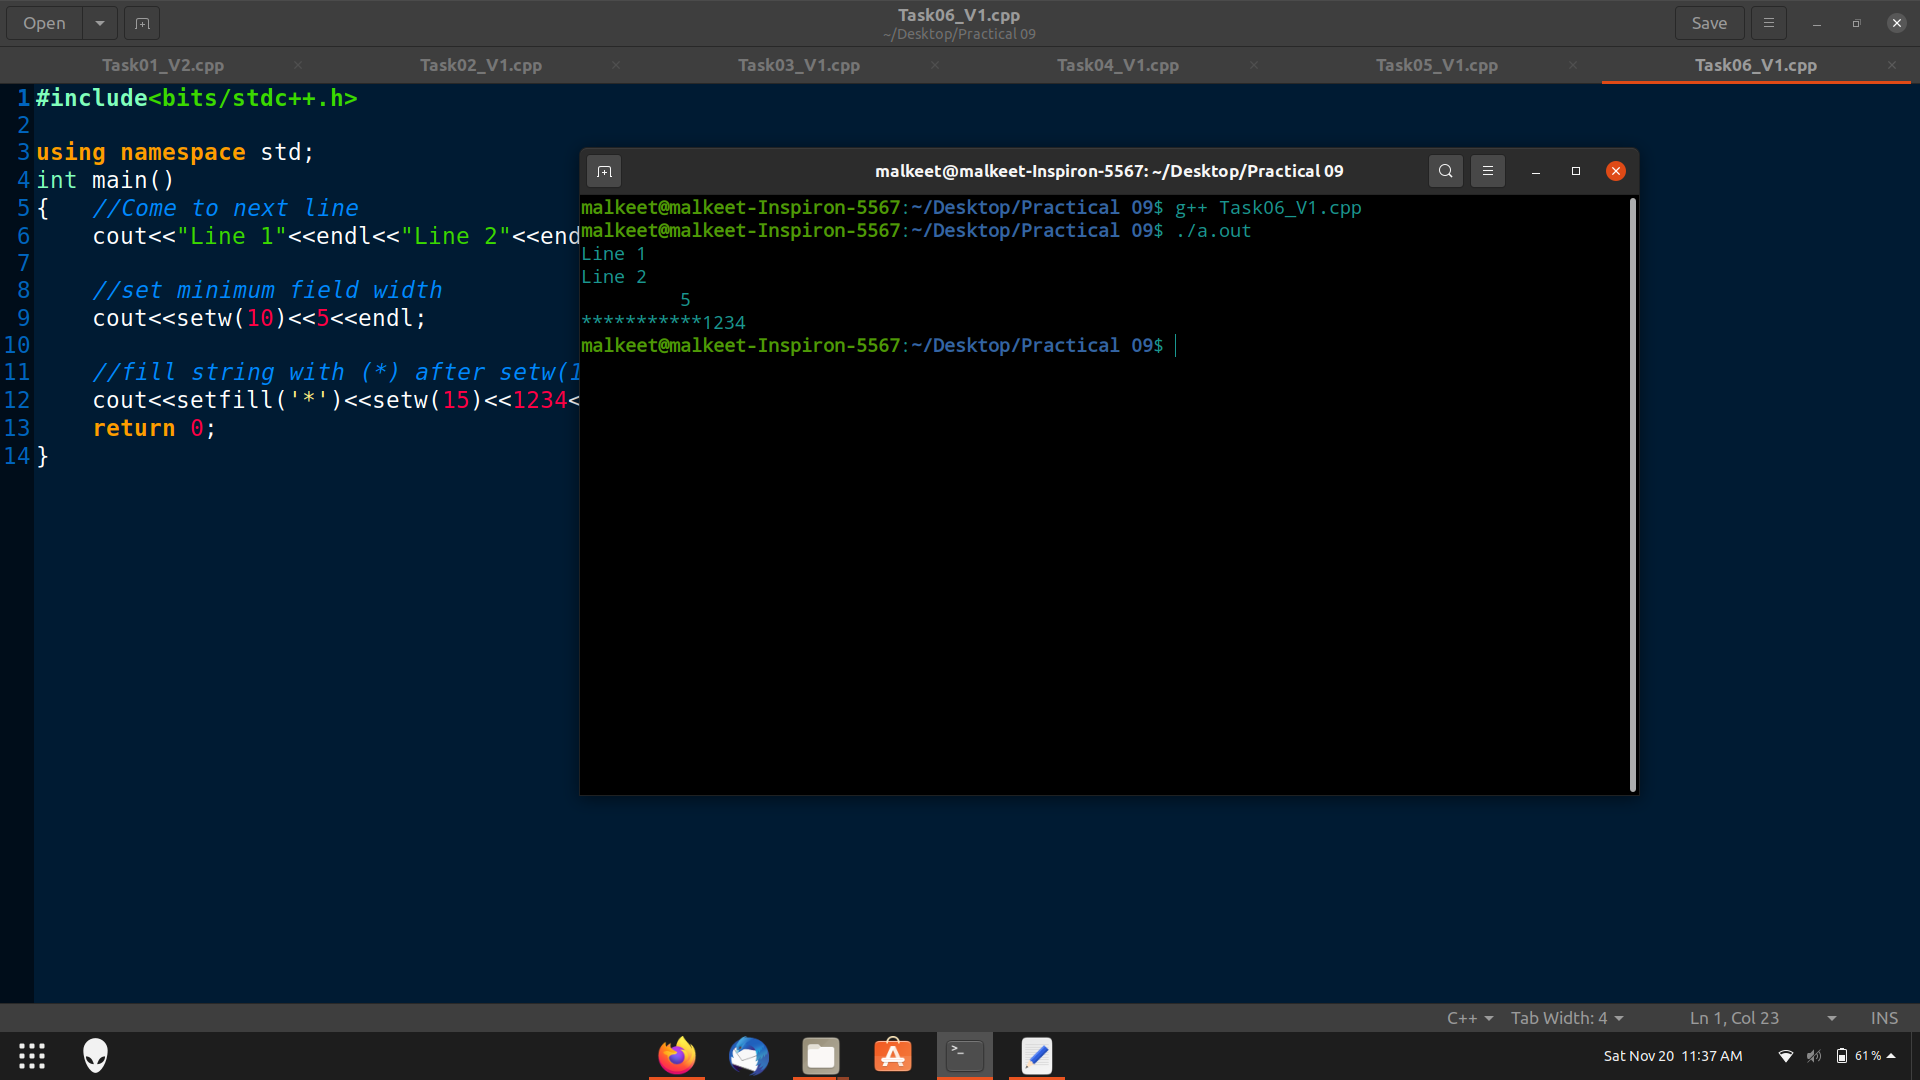 Open
Task06_V1.cpp
~/Desktop/Practical 09
Save
Task01_V2.cpp
Task02_V1.cpp
Task03_V1.cpp
Task04_V1.cpp
Task05_V1.cpp
Task06_V1.cpp
1 #include<bits/stdc++.h>
2
3 using namespace std;
4 int main()
5 {    //Come to next line
6     cout<<"Line 1"<<endl<<"Line 2"<<end
7
8     //set minimum field width
9     cout<<setw(10)<<5<<endl;
10
11     //fill string with (*) after setw(1
12     cout<<setfill('*')<<setw(15)<<1234<
13     return 0;
14 }
malkeet@malkeet-Inspiron-5567: ~/Desktop/Practical 09
malkeet@malkeet-Inspiron-5567:~/Desktop/Practical 09$ g++ Task06_V1.cpp
malkeet@malkeet-Inspiron-5567:~/Desktop/Practical 09$ ./a.out
Line 1
Line 2
         5
***********1234
malkeet@malkeet-Inspiron-5567:~/Desktop/Practical 09$
C++
Tab Width: 4
Ln 1, Col 23
INS
Sat Nov 20 11:37 AM
61%